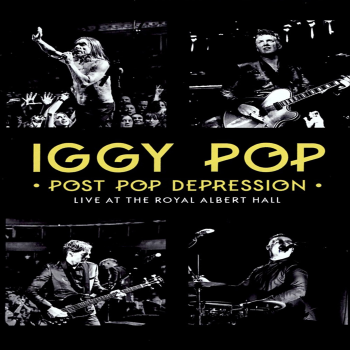 IGGY POP
• POST POP DEPRESSION •
LIVE AT THE ROYAL ALBERT HALL